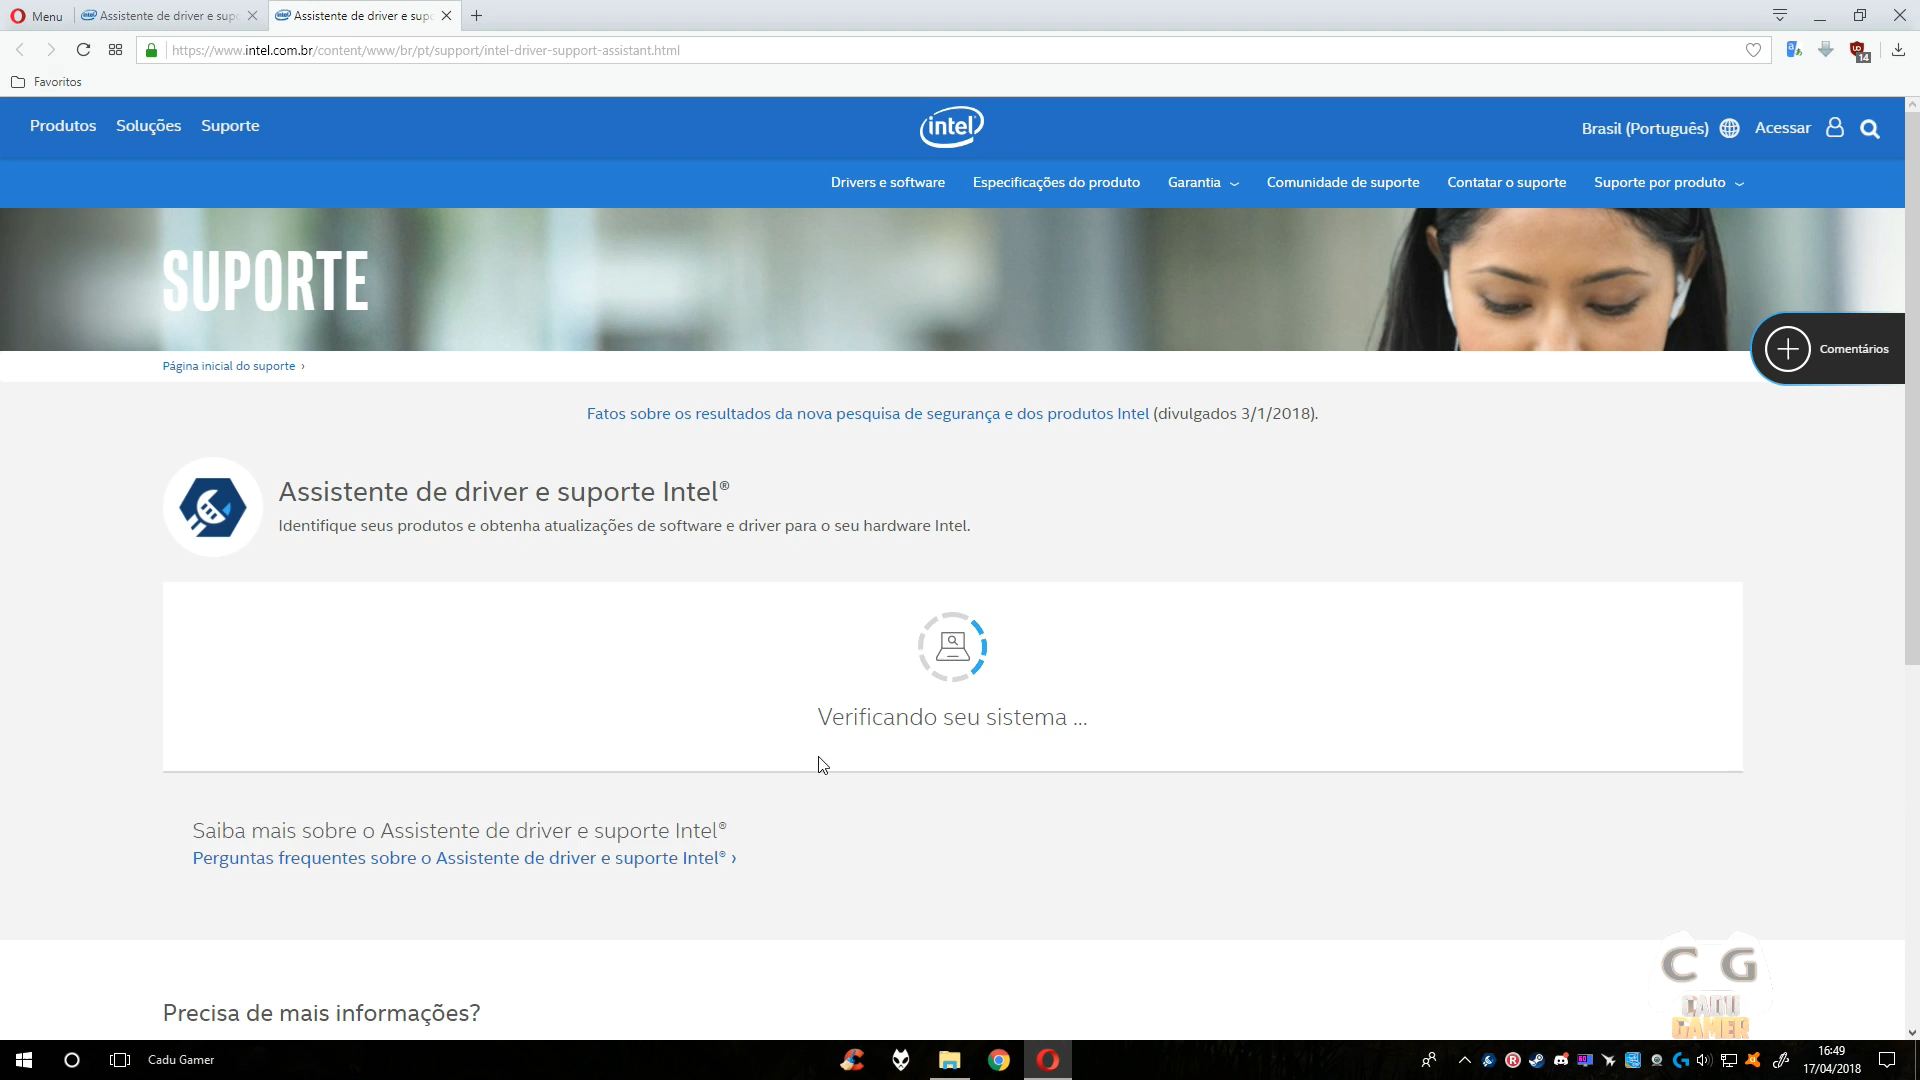 Menu
Assistente de driver e sup
Assistente de driver e sup
https://www.intel.com.br/content/www/br/pt/support/intel-driver-support-assistant.html
14
Favoritos
Produtos
Soluções
Suporte
intel
Brasil (Português)
Acessar
Drivers e software
Especificações do produto
Garantia
Comunidade de suporte
Contatar o suporte
Suporte por produto
SUPORTE
Comentários
Página inicial do suporte ›
Fatos sobre os resultados da nova pesquisa de segurança e dos produtos Intel (divulgados 3/1/2018).
Assistente de driver e suporte Intel®
Identifique seus produtos e obtenha atualizações de software e driver para o seu hardware Intel.
Verificando seu sistema ...
Saiba mais sobre o Assistente de driver e suporte Intel®
Perguntas frequentes sobre o Assistente de driver e suporte Intel® ›
Precisa de mais informações?
C G
CADU
GAMER
Cadu Gamer
16:49
17/04/2018